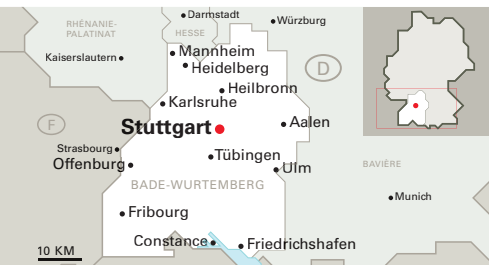 Darmstadt
Würzburg
RHÉNANIE-
PALATINAT
HESSE
Mannheim
Kaiserslautern
Heidelberg
D
Heilbronn
Karlsruhe
F
Stuttgart
Aalen
Strasbourg
Tübingen
Offenburg
Ulm
BAVIÈRE
BADE-WURTEMBERG
Munich
Fribourg
Constance
Friedrichshafen
10 KM